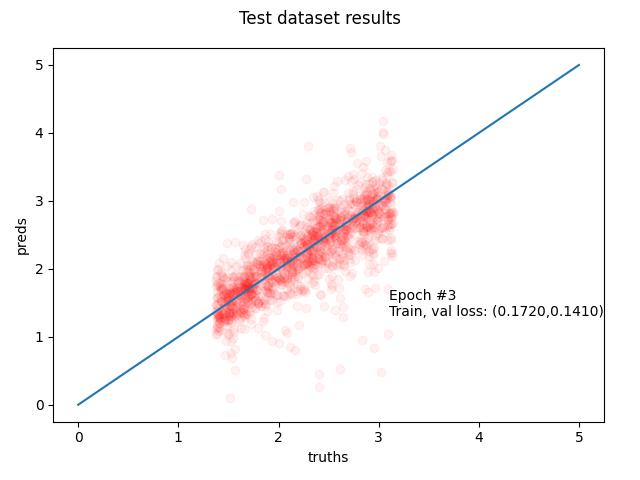 Test dataset results
5
4
3
2
1
0
preds
Epoch #3
Train, val loss: (0.1720,0.1410)
0 1 2 3 4 5
truths